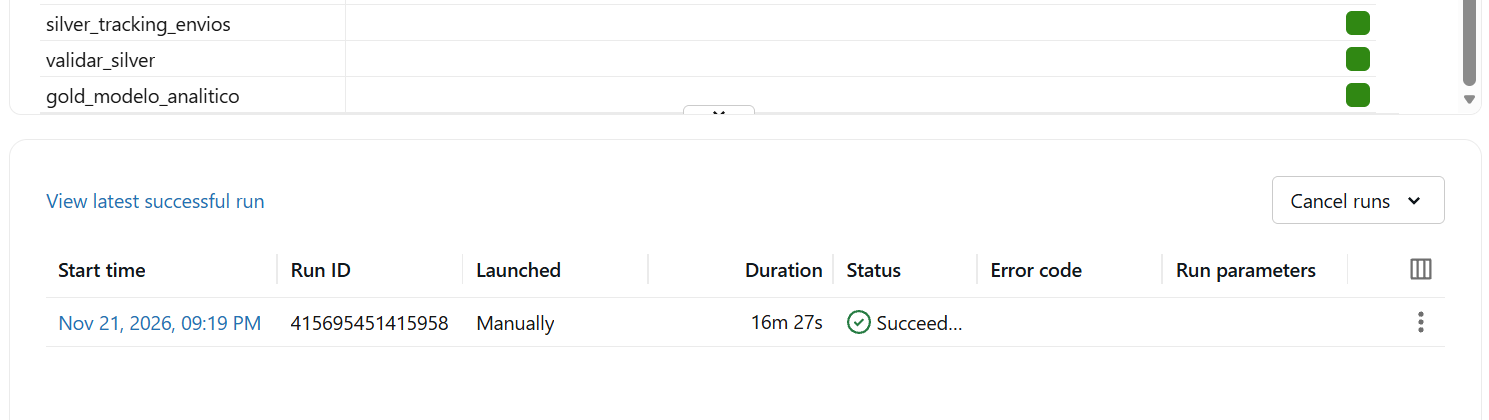 silver_tracking_envios
validar_silver
gold_modelo_analitico
View latest successful run
Cancel runs
Start time Run ID Launched Duration Status Error code Run parameters
Nov 21, 2026, 09:19 PM 415695451415958 Manually 16m 27s Succeed...